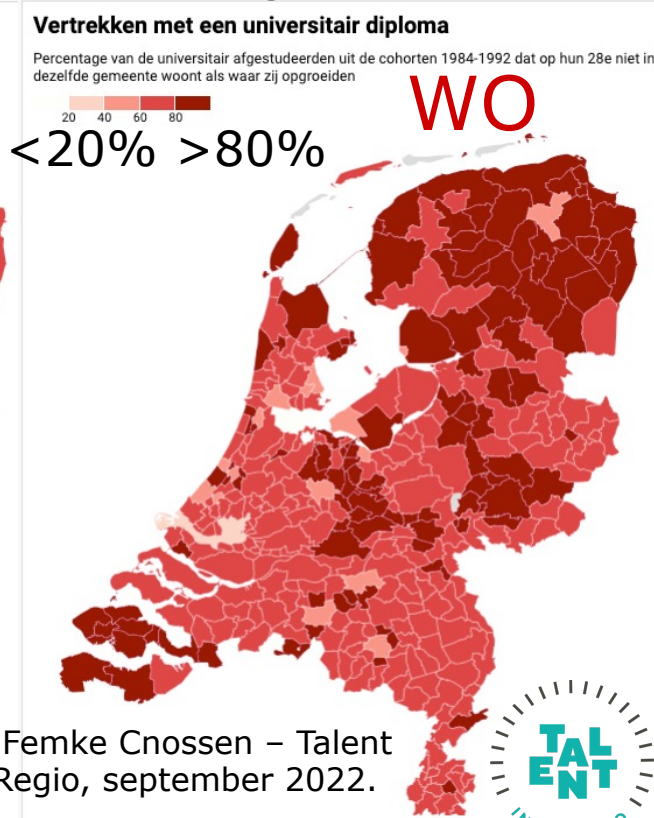 Vertrekken met een universitair diploma
Percentage van de universitair afgestudeerden uit de cohorten 1984-1992 dat op hun 28e niet in
dezelfde gemeente woont als waar zij opgroeiden
WO
20 40 60 80
<20% >80%
Femke Cnossen – Talent
Regio, september 2022.
TAL
ENT